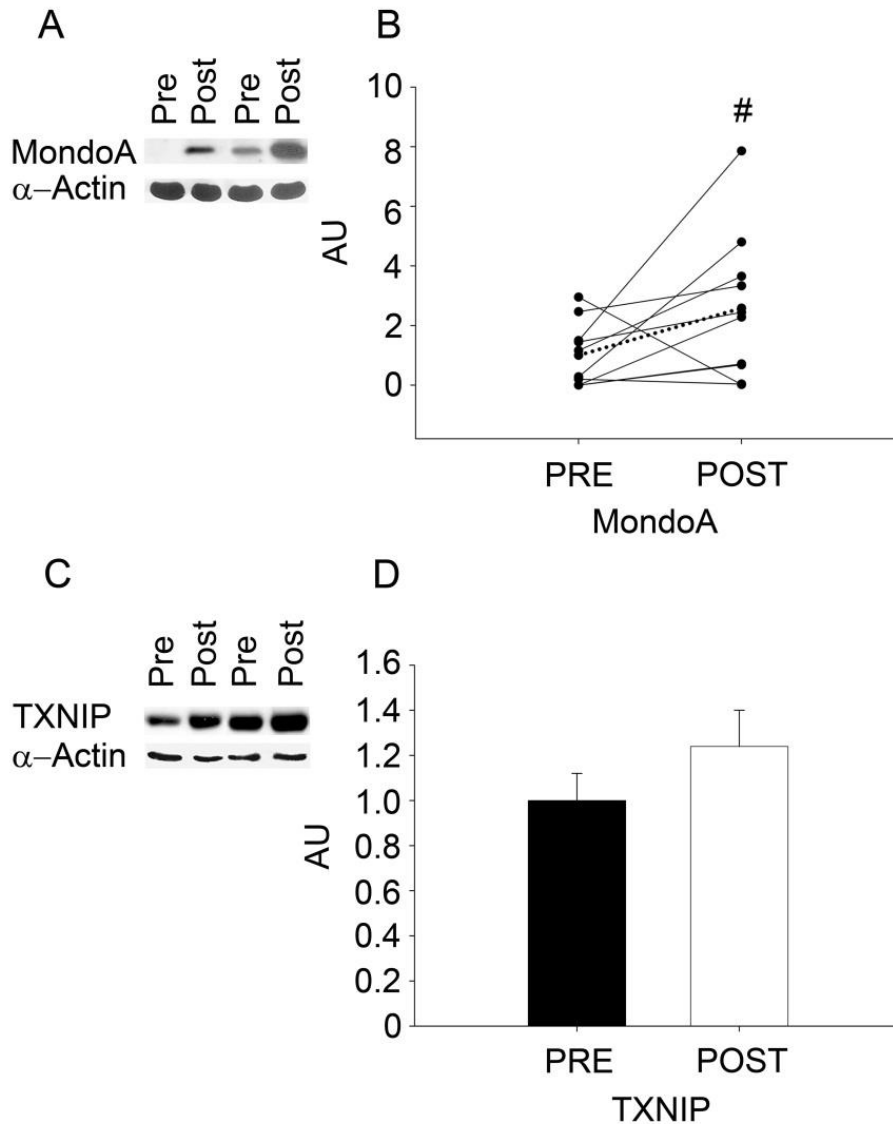 A
Pre Post Pre Post
MondoA
α–Actin
B
#
AU
10
8
6
4
2
0
PRE POST
MondoA
C
Pre Post Pre Post
TXNIP
α–Actin
D
AU
1.6
1.4
1.2
1.0
0.8
0.6
0.4
0.2
0
PRE POST
TXNIP